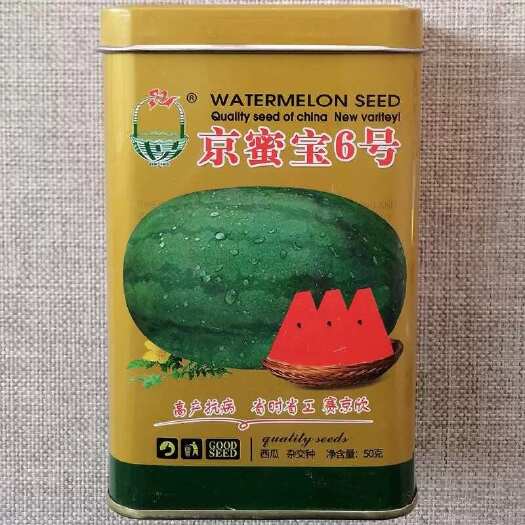 ®
WATERMELON SEED
Quality seed of china New variteyl
京蜜宝6号
高产抗病 省时省工 赛京欣
GOOD SEED
quality seeds
西瓜 杂交种 净含量：50克